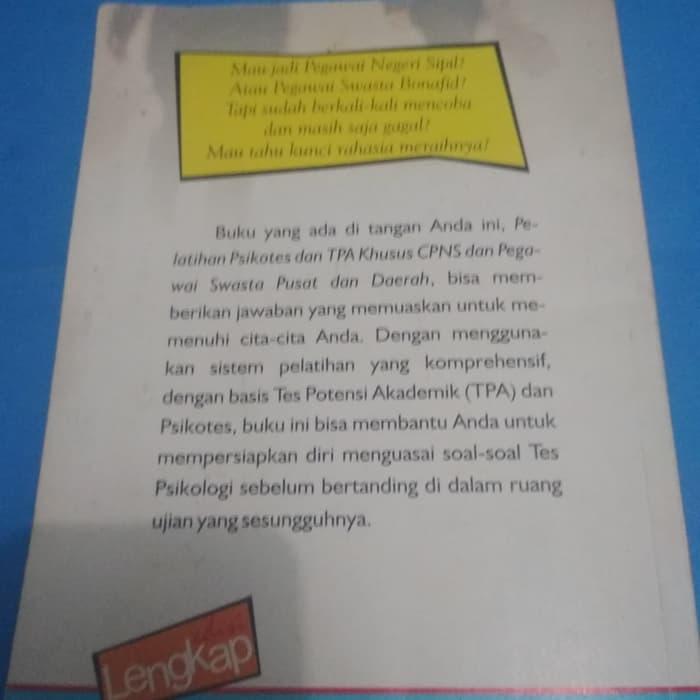 Mau jadi Pegawai Negeri Sipil?
Atau Pegawai Swasta Bonafid?
Tapi sudah berkali-kali mencoba
dan masih saja gagal?
Mau tahu kunci rahasia meraihnya?
Buku yang ada di tangan Anda ini, Pe-
latihan Psikotes dan TPA Khusus CPNS dan Pega-
wai Swasta Pusat dan Daerah, bisa mem-
berikan jawaban yang memuaskan untuk me-
menuhi cita-cita Anda. Dengan mengguna-
kan sistem pelatihan yang komprehensif,
dengan basis Tes Potensi Akademik (TPA) dan
Psikotes, buku ini bisa membantu Anda untuk
mempersiapkan diri menguasai soal-soal Tes
Psikologi sebelum bertanding di dalam ruang
ujian yang sesungguhnya.
Lengkap